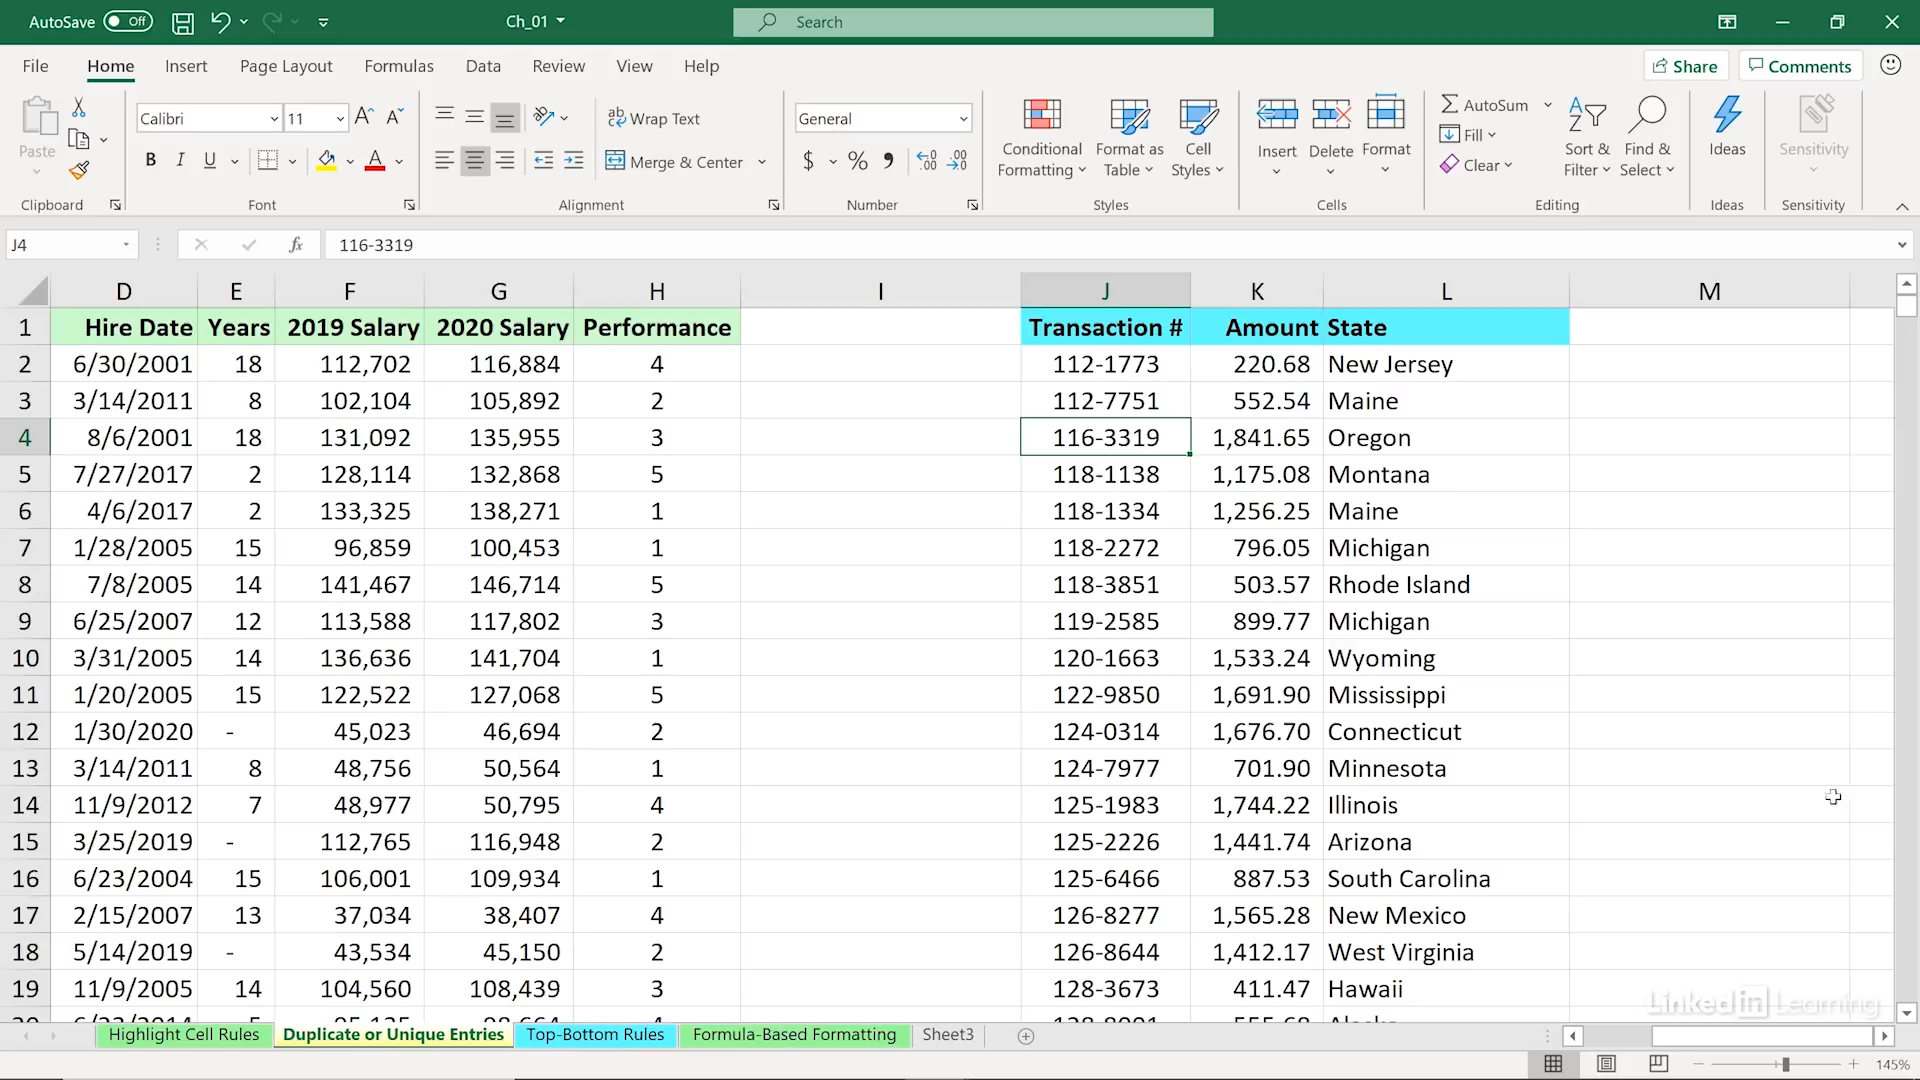 AutoSave Off Ch_01 Search
File Home Insert Page Layout Formulas Data Review View Help Share Comments
Paste Calibri 11 Wrap Text General Conditional Formatting Format as Table Cell Styles Insert Delete Format AutoSum Sort & Filter Find & Select Ideas Sensitivity
B I U Merge & Center $ % Fill
Clear
Clipboard Font Alignment Number Styles Cells Editing Ideas Sensitivity
J4 fx 116-3319
D E F G H I J K L M
1 Hire Date Years 2019 Salary 2020 Salary Performance Transaction # Amount State
2 6/30/2001 18 112,702 116,884 4 112-1773 220.68 New Jersey
3 3/14/2011 8 102,104 105,892 2 112-7751 552.54 Maine
4 8/6/2001 18 131,092 135,955 3 116-3319 1,841.65 Oregon
5 7/27/2017 2 128,114 132,868 5 118-1138 1,175.08 Montana
6 4/6/2017 2 133,325 138,271 1 118-1334 1,256.25 Maine
7 1/28/2005 15 96,859 100,453 1 118-2272 796.05 Michigan
8 7/8/2005 14 141,467 146,714 5 118-3851 503.57 Rhode Island
9 6/25/2007 12 113,588 117,802 3 119-2585 899.77 Michigan
10 3/31/2005 14 136,636 141,704 1 120-1663 1,533.24 Wyoming
11 1/20/2005 15 122,522 127,068 5 122-9850 1,691.90 Mississippi
12 1/30/2020 - 45,023 46,694 2 124-0314 1,676.70 Connecticut
13 3/14/2011 8 48,756 50,564 1 124-7977 701.90 Minnesota
14 11/9/2012 7 48,977 50,795 4 125-1983 1,744.22 Illinois
15 3/25/2019 - 112,765 116,948 2 125-2226 1,441.74 Arizona
16 6/23/2004 15 106,001 109,934 1 125-6466 887.53 South Carolina
17 2/15/2007 13 37,034 38,407 4 126-8277 1,565.28 New Mexico
18 5/14/2019 - 43,534 45,150 2 126-8644 1,412.17 West Virginia
19 11/9/2005 14 104,560 108,439 3 128-3673 411.47 Hawaii
Linked in Learning
Highlight Cell Rules Duplicate or Unique Entries Top-Bottom Rules Formula-Based Formatting Sheet3
145%